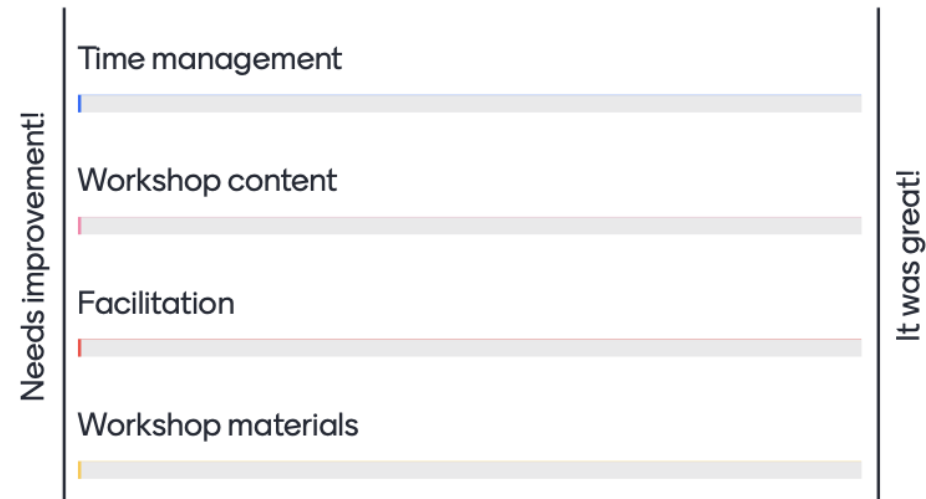 Needs improvement!
Time management
Workshop content
Facilitation
Workshop materials
It was great!